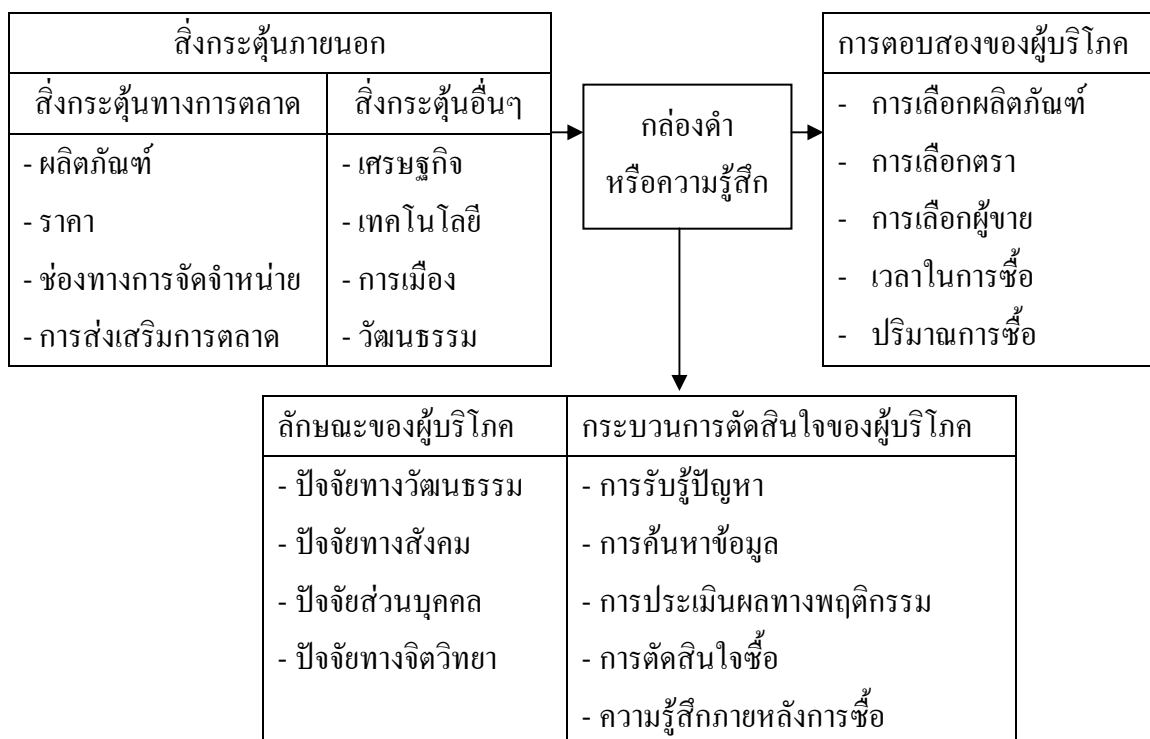 สิ่งกระตุ้นภายนอก
สิ่งกระตุ้นทางการตลาด
- ผลิตภัณฑ์
- ราคา
- ช่องทางการจัดจำหน่าย
- การส่งเสริมการตลาด
สิ่งกระตุ้นอื่นๆ
- เศรษฐกิจ
- เทคโนโลยี
- การเมือง
- วัฒนธรรม
กล่องดำ
หรือความรู้สึก
การตอบสองของผู้บริโภค
- การเลือกผลิตภัณฑ์
- การเลือกตรา
- การเลือกผู้ขาย
- เวลาในการซื้อ
- ปริมาณการซื้อ
ลักษณะของผู้บริโภค
- ปัจจัยทางวัฒนธรรม
- ปัจจัยทางสังคม
- ปัจจัยส่วนบุคคล
- ปัจจัยทางจิตวิทยา
กระบวนการตัดสินใจของผู้บริโภค
- การรับรู้ปัญหา
- การค้นหาข้อมูล
- การประเมินผลทางพฤติกรรม
- การตัดสินใจซื้อ
- ความรู้สึกภายหลังการซื้อ